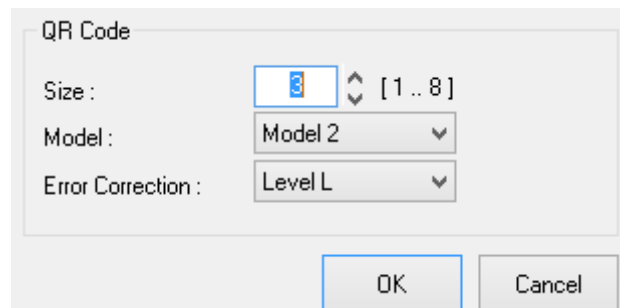 QR Code
Size : 3 [ 1 .. 8 ]
Model : Model 2
Error Correction : Level L
OK Cancel